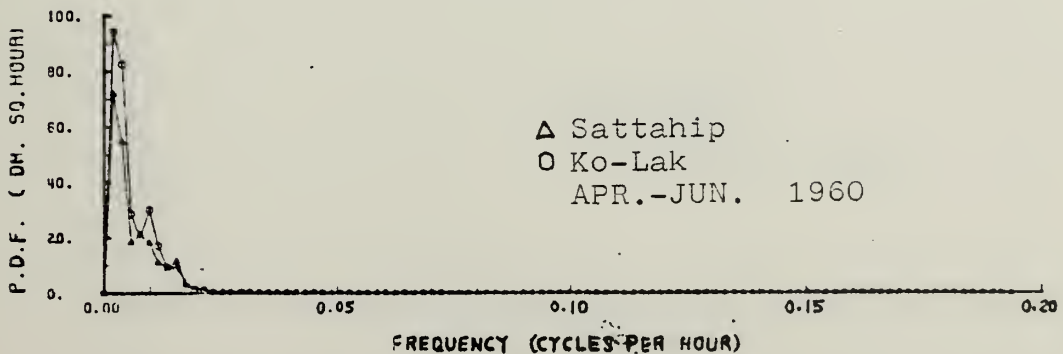 P.D.F. ( DM. SQ.HOUR)
100.
80.
60.
40.
20.
0.
Δ Sattahip
O Ko-Lak
APR.-JUN. 1960
0.00 0.05 0.10 0.15 0.20
FREQUENCY (CYCLES PER HOUR)